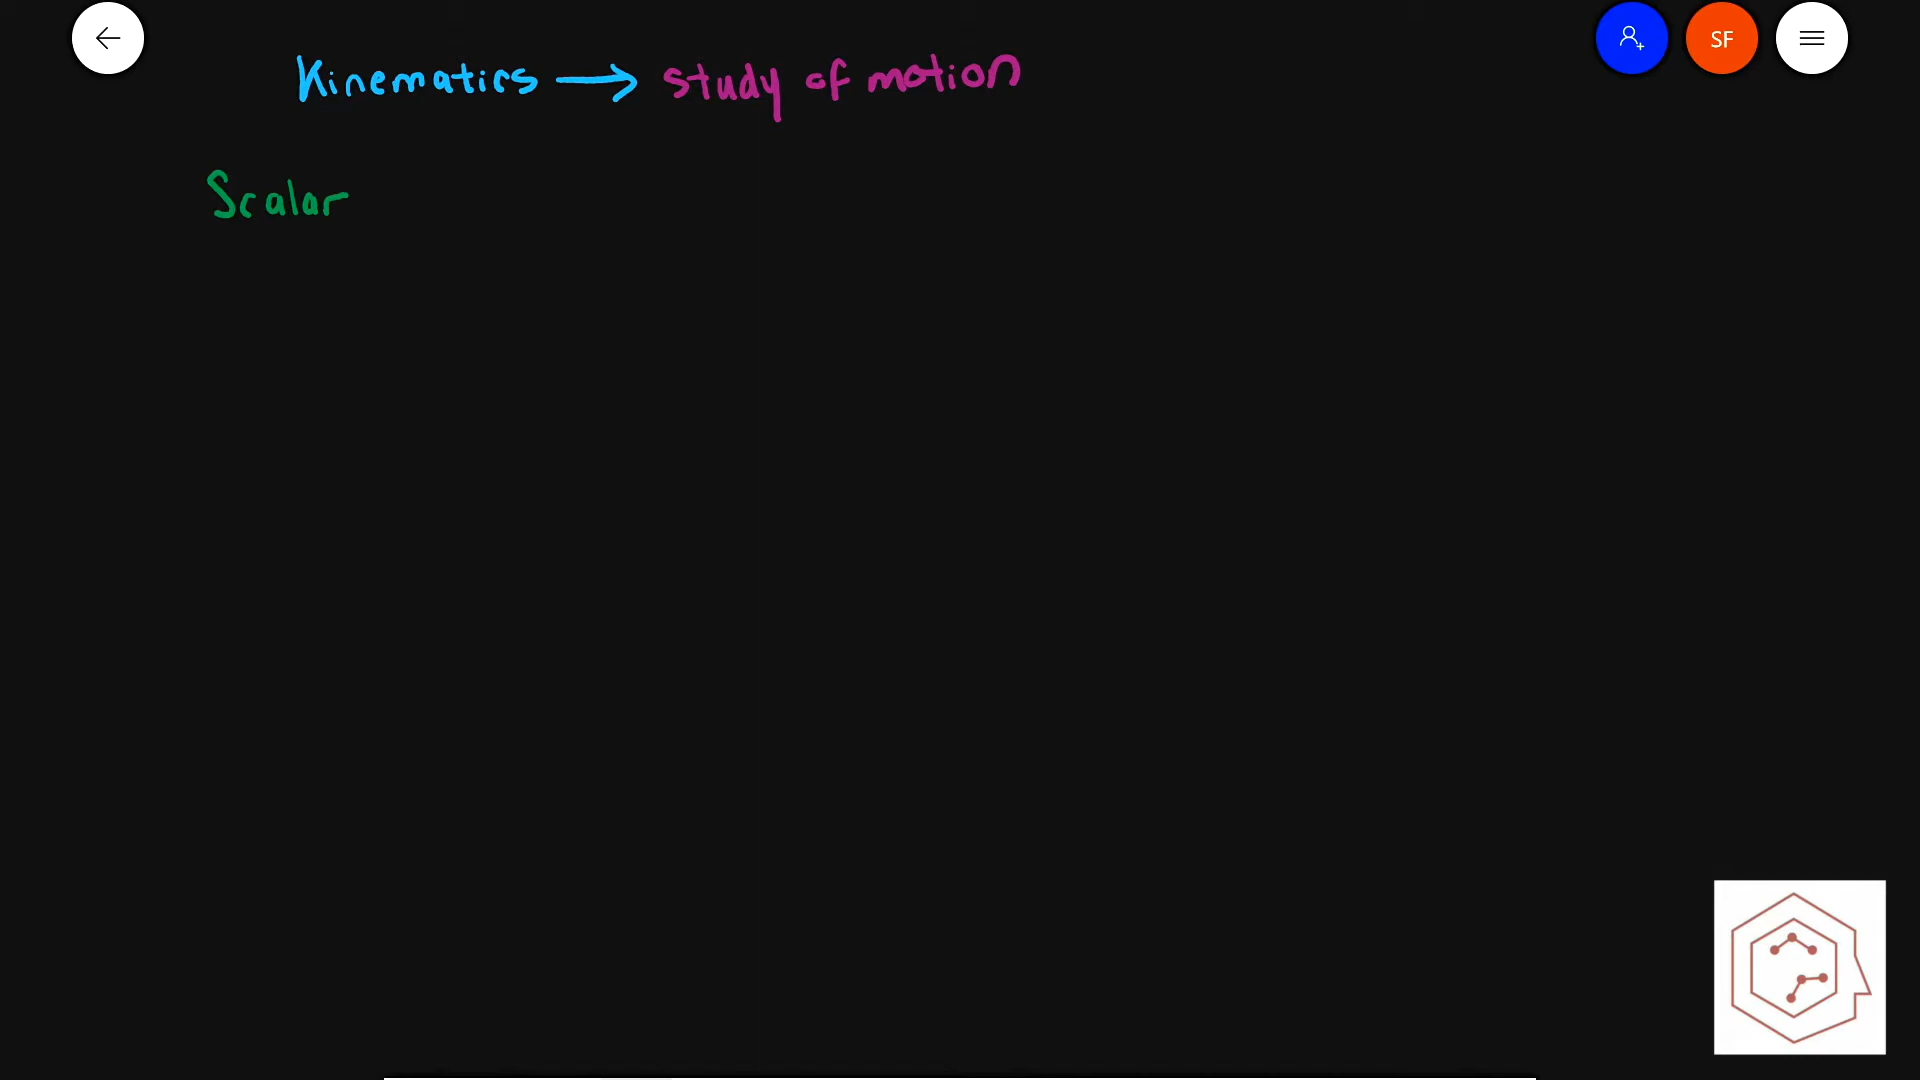 Kinematics → study of motion
SF
Scalar